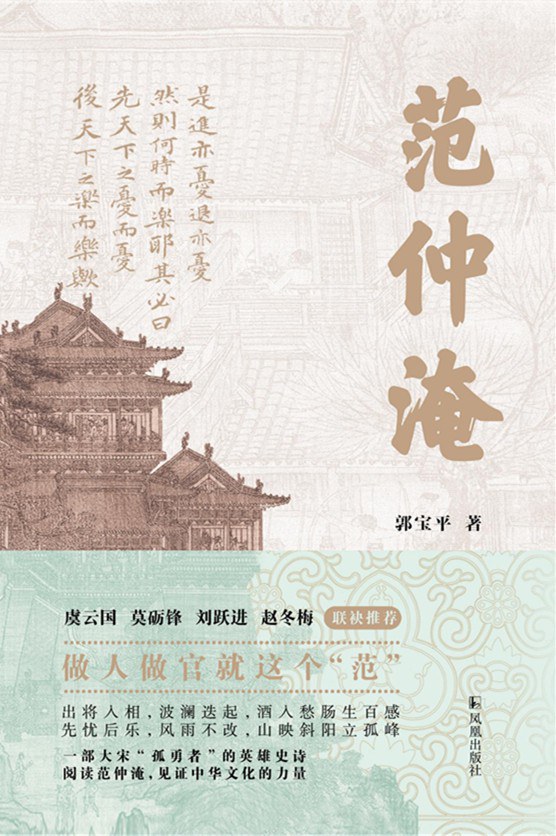 范仲淹
是進亦憂退亦憂
然則何時而樂耶其必曰
先天下之憂而憂
後天下之樂而樂歟
郭宝平 著
虞云国 莫砺锋 刘跃进 赵冬梅 联袂推荐
做人做官就这个“范”
出将入相，波澜迭起，酒入愁肠生百感
先忧后乐，风雨不改，山映斜阳立孤峰
一部大宋“孤勇者”的英雄史诗
阅读范仲淹，见证中华文化的力量
凤凰出版社